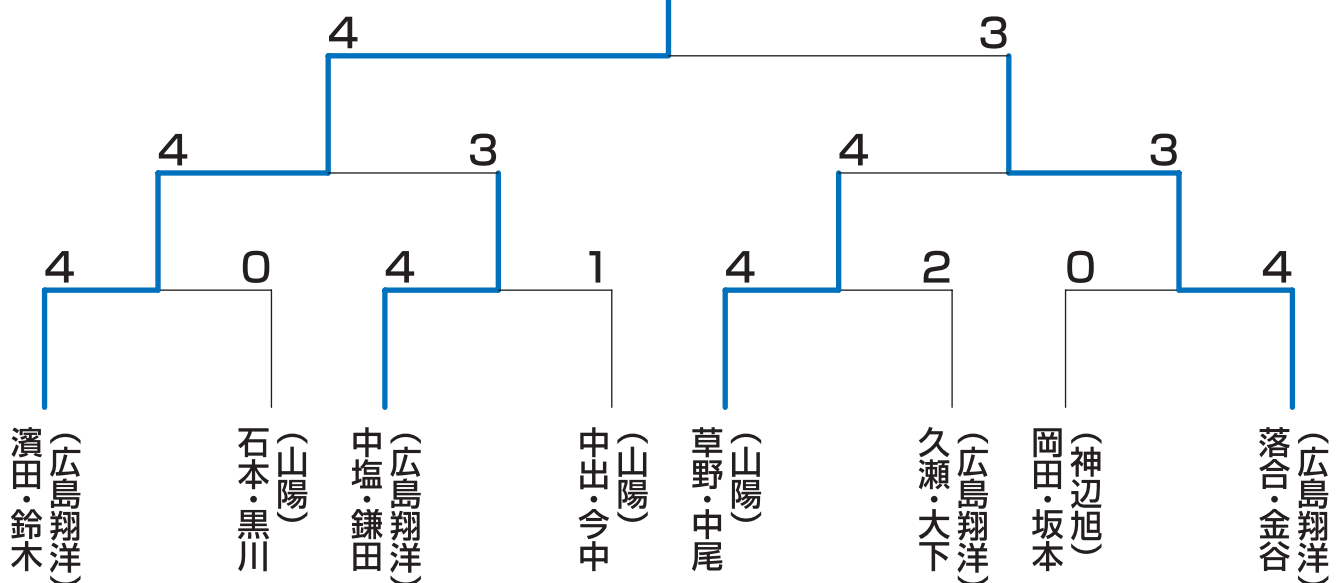 4 3
4 3 4 3
4 0 4 1 4 2 0 4
濱田・鈴木
（広島翔洋）
石本・黒川
（山陽）
中塩・鎌田
（広島翔洋）
中出・今中
（山陽）
草野・中尾
（山陽）
久瀬・大下
（広島翔洋）
岡田・坂本
（神辺旭）
落合・金谷
（広島翔洋）